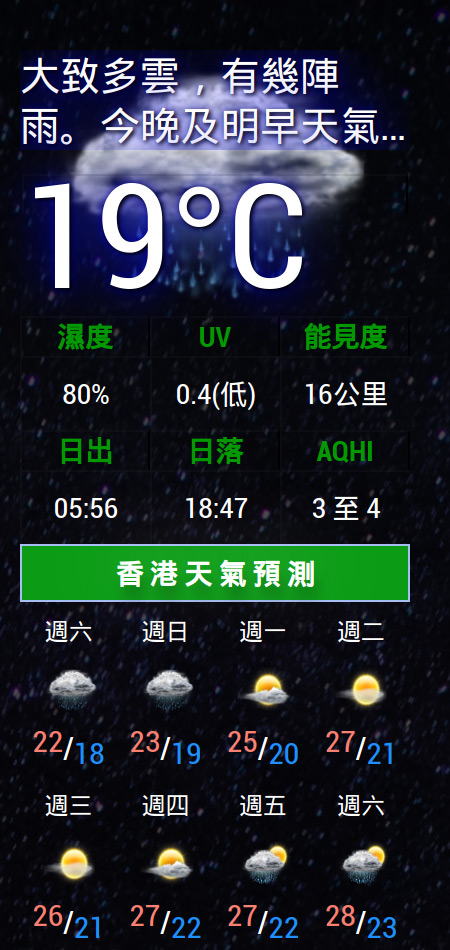 大致多雲，有幾陣
雨。今晚及明早天氣...
19°C
濕度 UV 能見度
80% 0.4(低) 16公里
日出 日落 AQHI
05:56 18:47 3 至 4
香港天氣預測
週六 週日 週一 週二
22/18 23/19 25/20 27/21
週三 週四 週五 週六
26/21 27/22 27/22 28/23